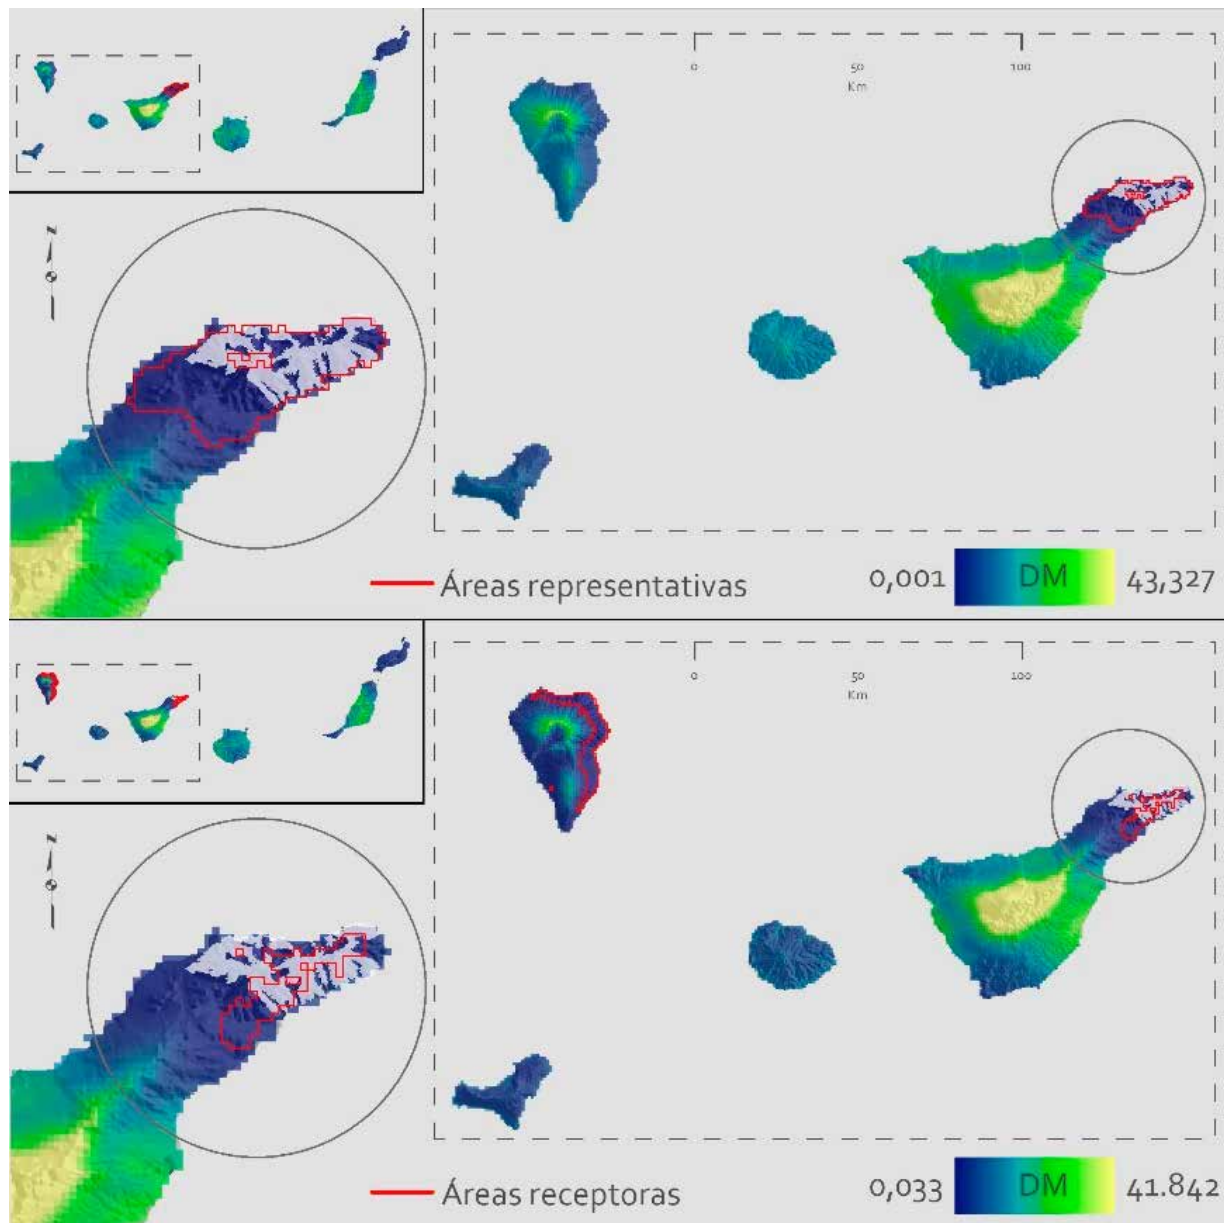 0 50 100
Km
N
Áreas representativas
0,001 DM 43,327
0 50 100
Km
N
Áreas receptoras
0,033 DM 41.842